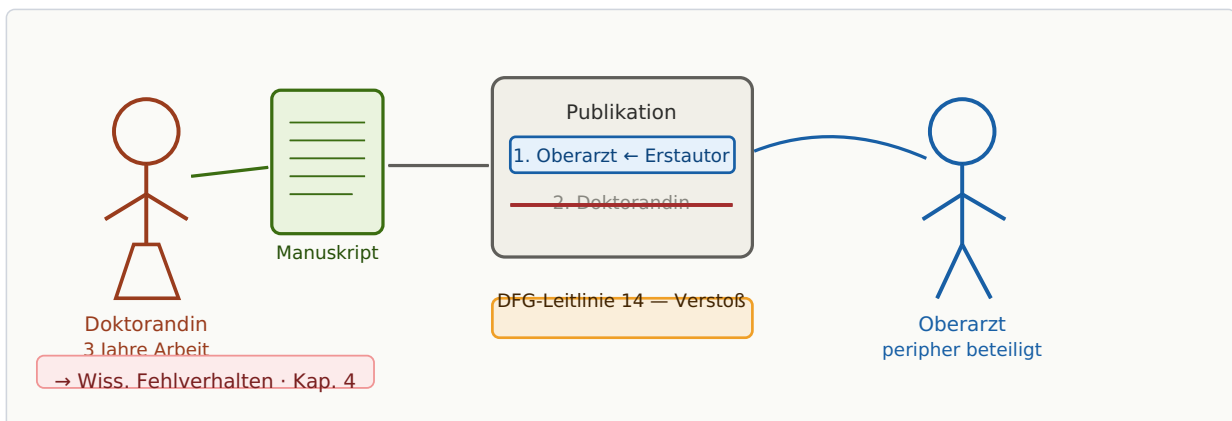 Publikation
1. Oberarzt ← Erstautor
2. Doktorandin
Manuskript
DFG-Leitlinie 14 — Verstoß
Doktorandin
3 Jahre Arbeit
→ Wiss. Fehlverhalten · Kap. 4
Oberarzt
peripher beteiligt